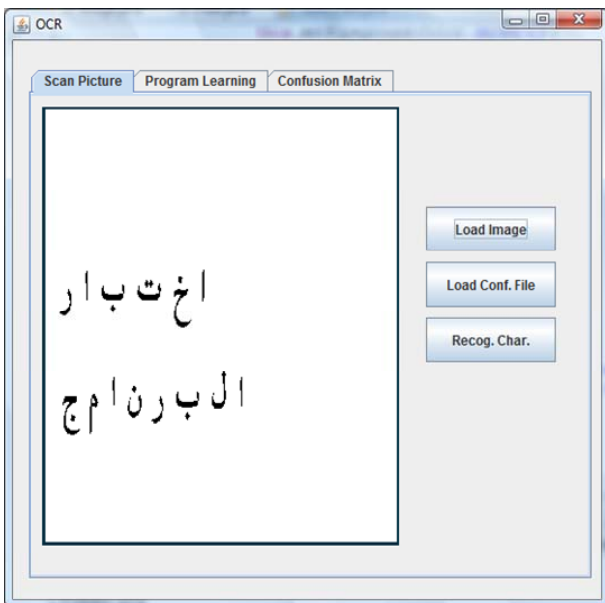 OCR
Scan Picture Program Learning Confusion Matrix
Load Image
Load Conf. File
Recog. Char.
ا خ ت ب ا ر
ا ل ب ر ن ا م ج